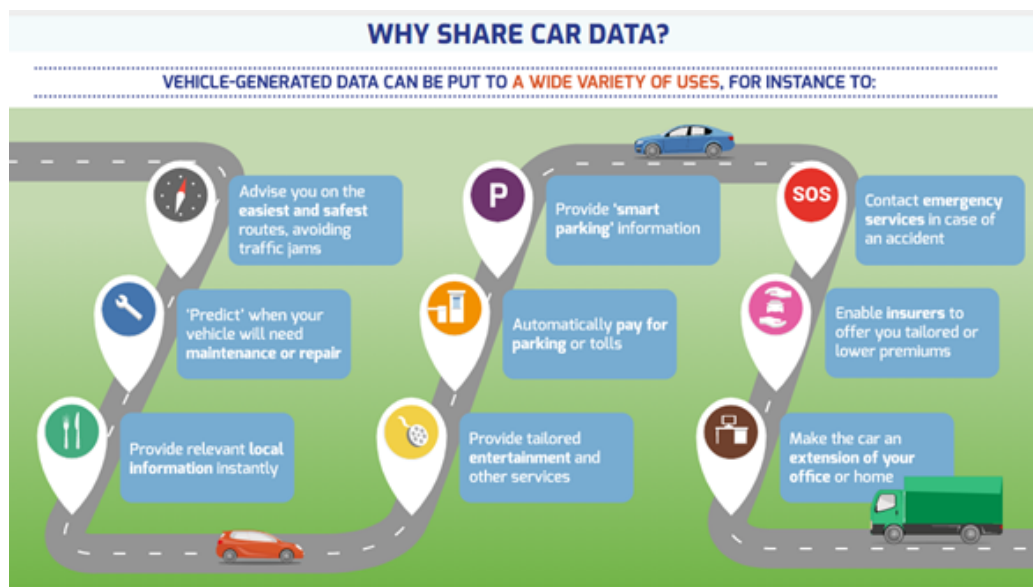 WHY SHARE CAR DATA?
VEHICLE-GENERATED DATA CAN BE PUT TO A WIDE VARIETY OF USES, FOR INSTANCE TO:
Advise you on the
easiest and safest
routes, avoiding
traffic jams
'Predict' when your
vehicle will need
maintenance or repair
Provide relevant local
information instantly
P
Provide 'smart
parking' information
Automatically pay for
parking or tolls
Provide tailored
entertainment and
other services
SOS
Contact emergency
services in case of
an accident
Enable insurers to
offer you tailored or
lower premiums
Make the car an
extension of your
office or home